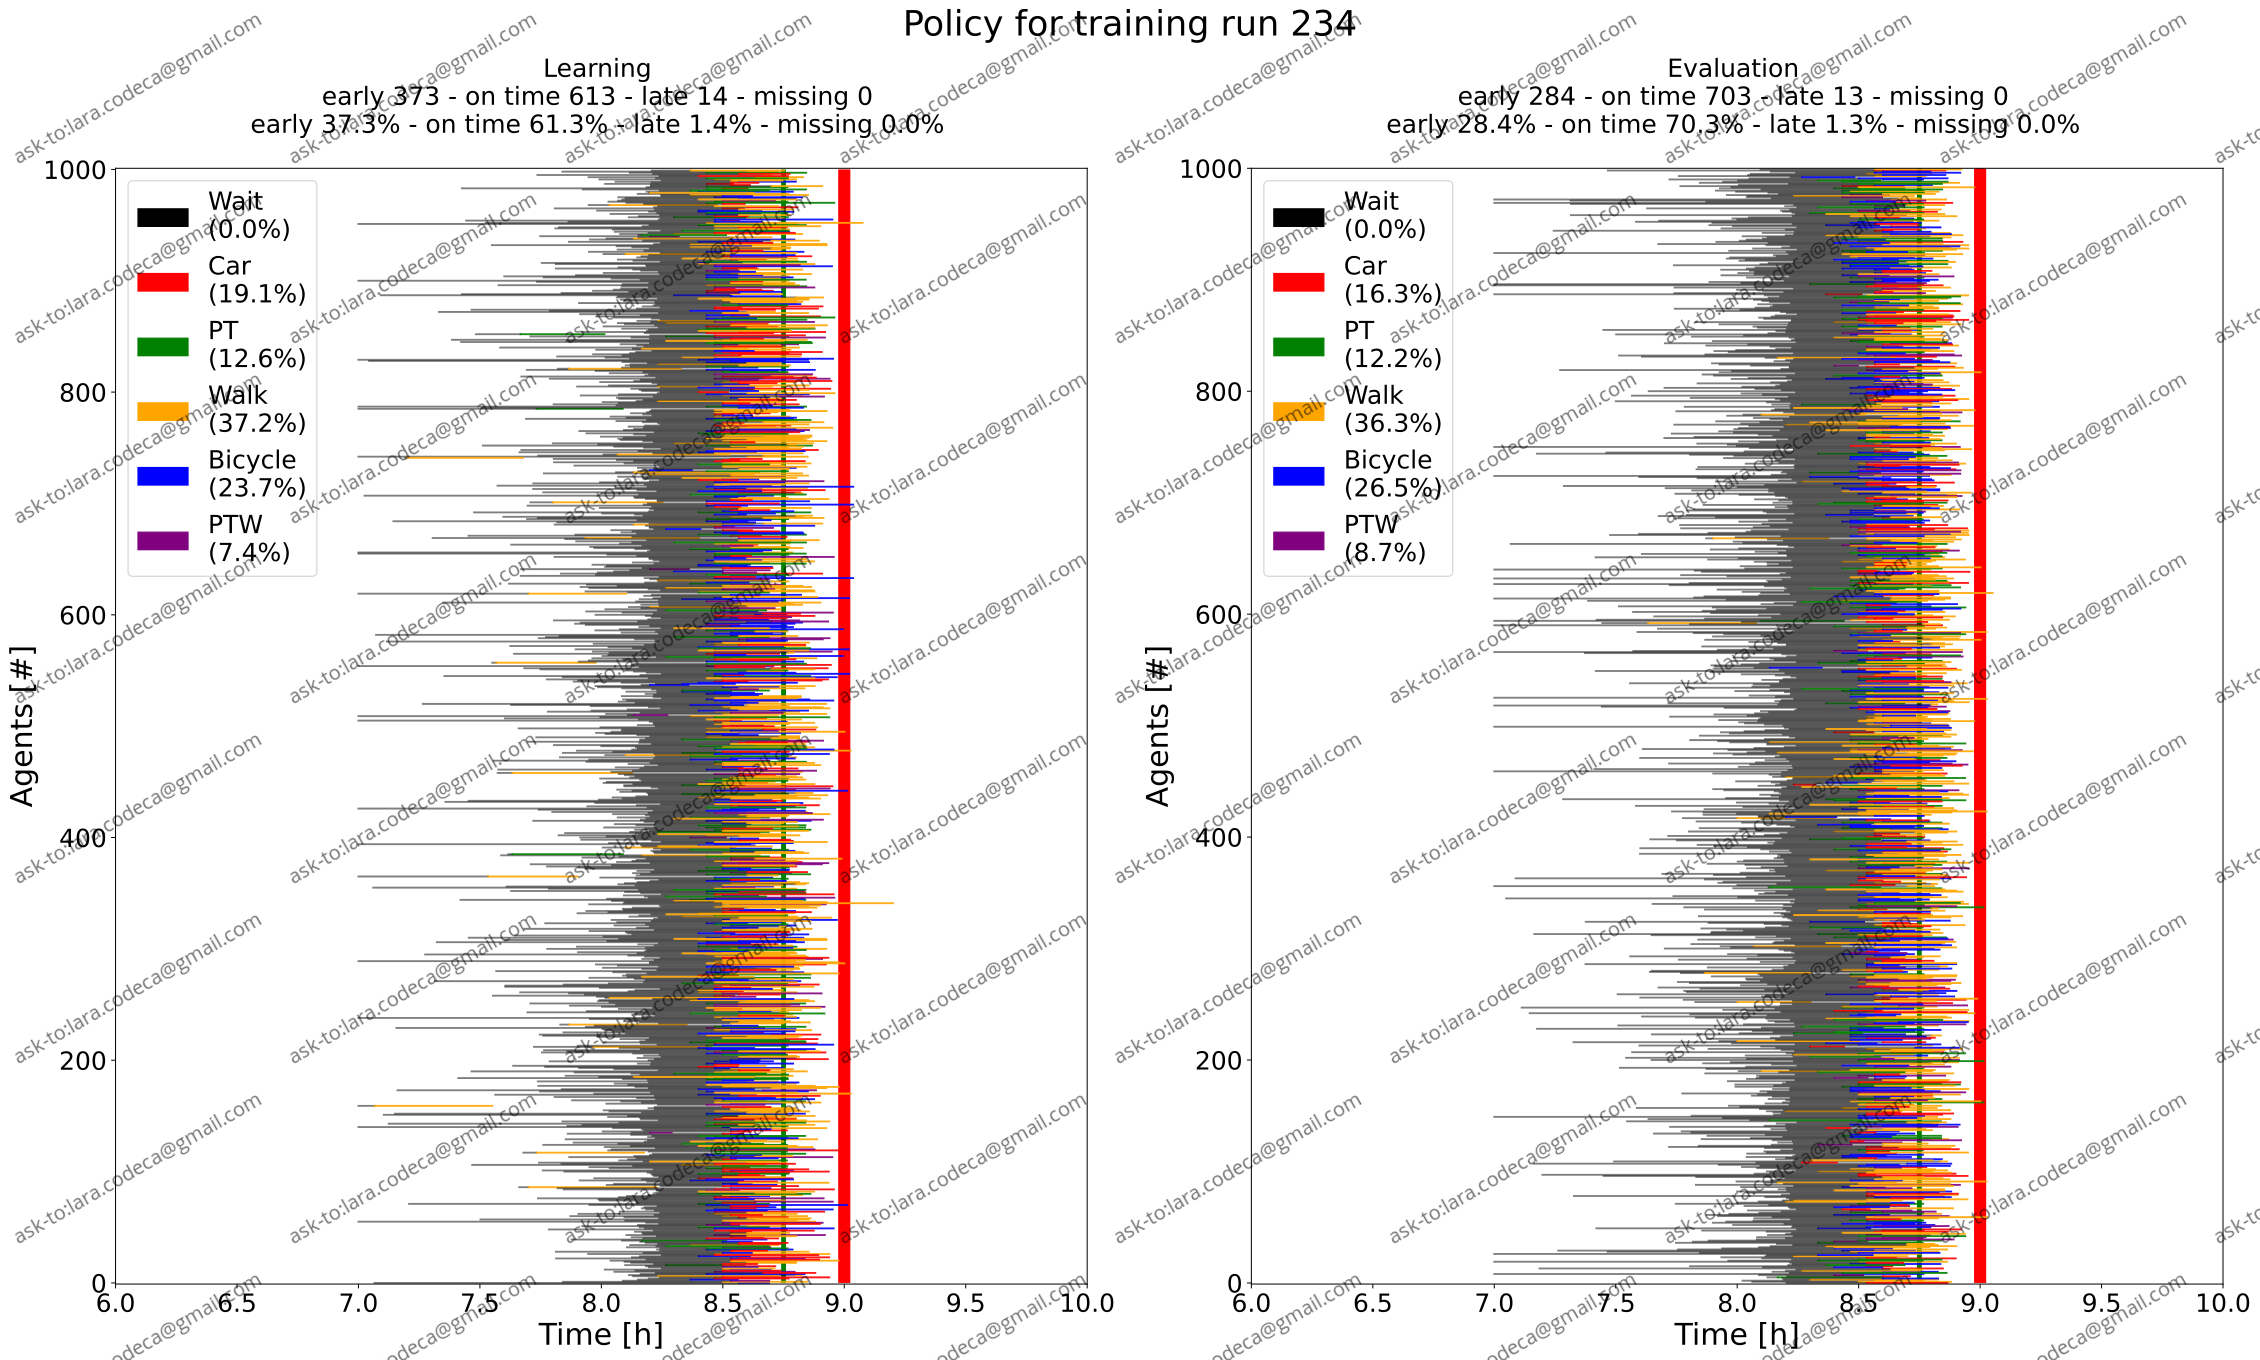 Policy for training run 234
Learning
early 373 - on time 613 - late 14 - missing 0
early 37.3% - on time 61.3% - late 1.4% - missing 0.0%
1000
800
600
400
200
0
Agents [#]
Wait
(0.0%)
Car
(19.1%)
PT
(12.6%)
Walk
(37.2%)
Bicycle
(23.7%)
PTW
(7.4%)
6.0 6.5 7.0 7.5 8.0 8.5 9.0 9.5 10.0
Time [h]
Evaluation
early 284 - on time 703 - late 13 - missing 0
early 28.4% - on time 70.3% - late 1.3% - missing 0.0%
1000
800
600
400
200
0
Agents [#]
Wait
(0.0%)
Car
(16.3%)
PT
(12.2%)
Walk
(36.3%)
Bicycle
(26.5%)
PTW
(8.7%)
6.0 6.5 7.0 7.5 8.0 8.5 9.0 9.5 10.0
Time [h]
ask-to:lara.codeca@gmail.com